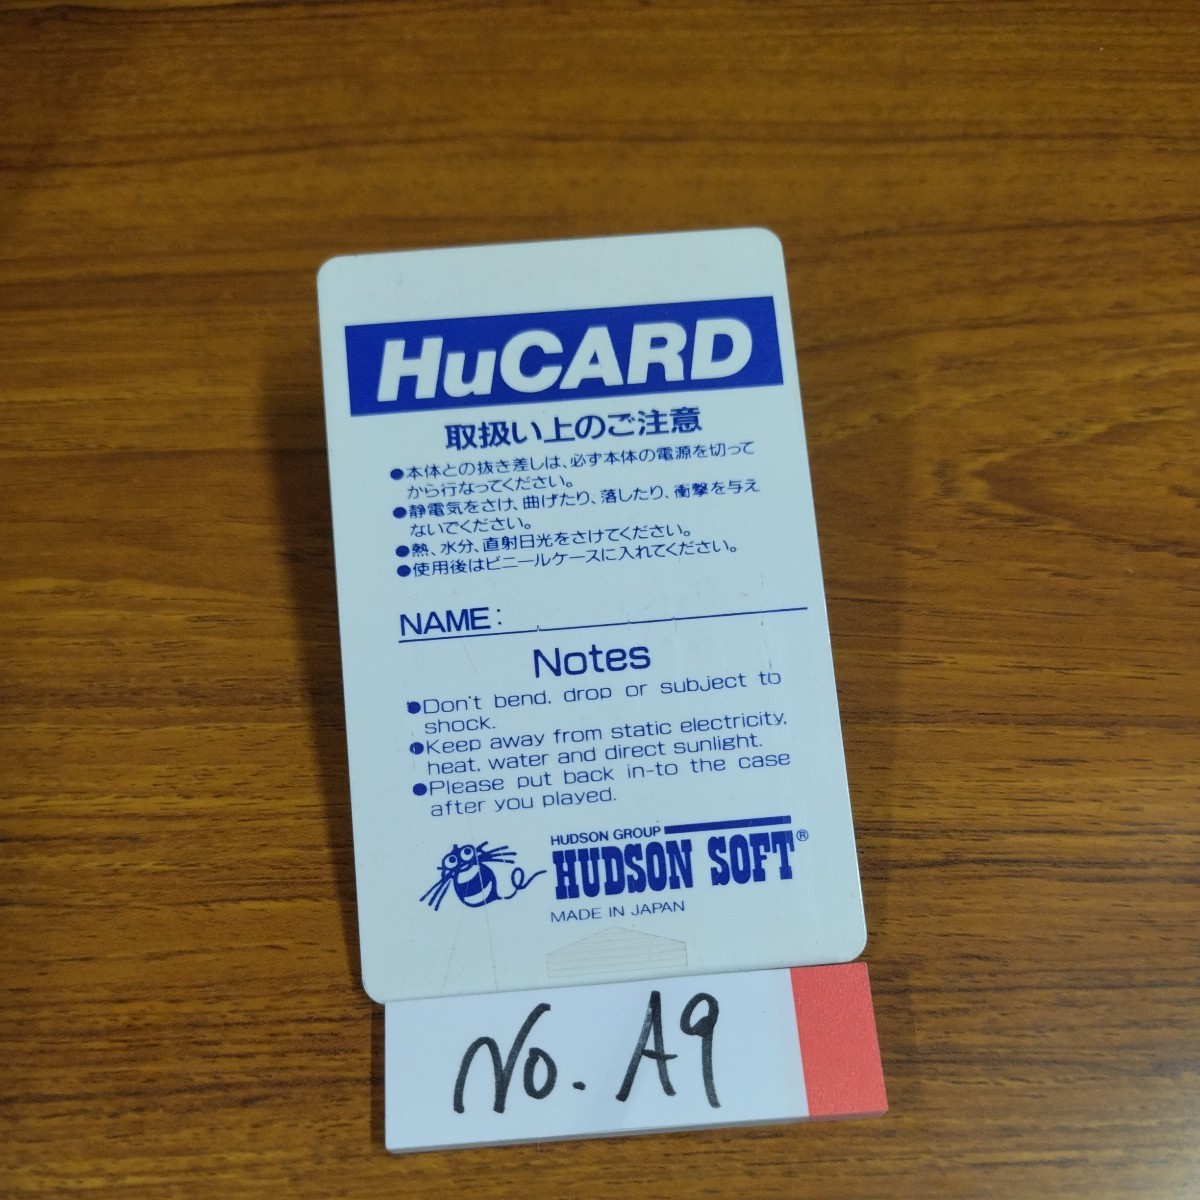 HuCARD
取扱い上のご注意
●本体との抜き差しは、必ず本体の電源を切って
から行なってください。
●静電気をさけ、曲げたり、落したり、衝撃を与え
ないでください。
●熱、水分、直射日光をさけてください。
●使用後はビニールケースに入れてください。
NAME:
Notes
●Don't bend, drop or subject to
shock.
●Keep away from static electricity,
heat, water and direct sunlight.
●Please put back in-to the case
after you played.
HUDSON GROUP
HUDSON SOFT®
MADE IN JAPAN
No. A9